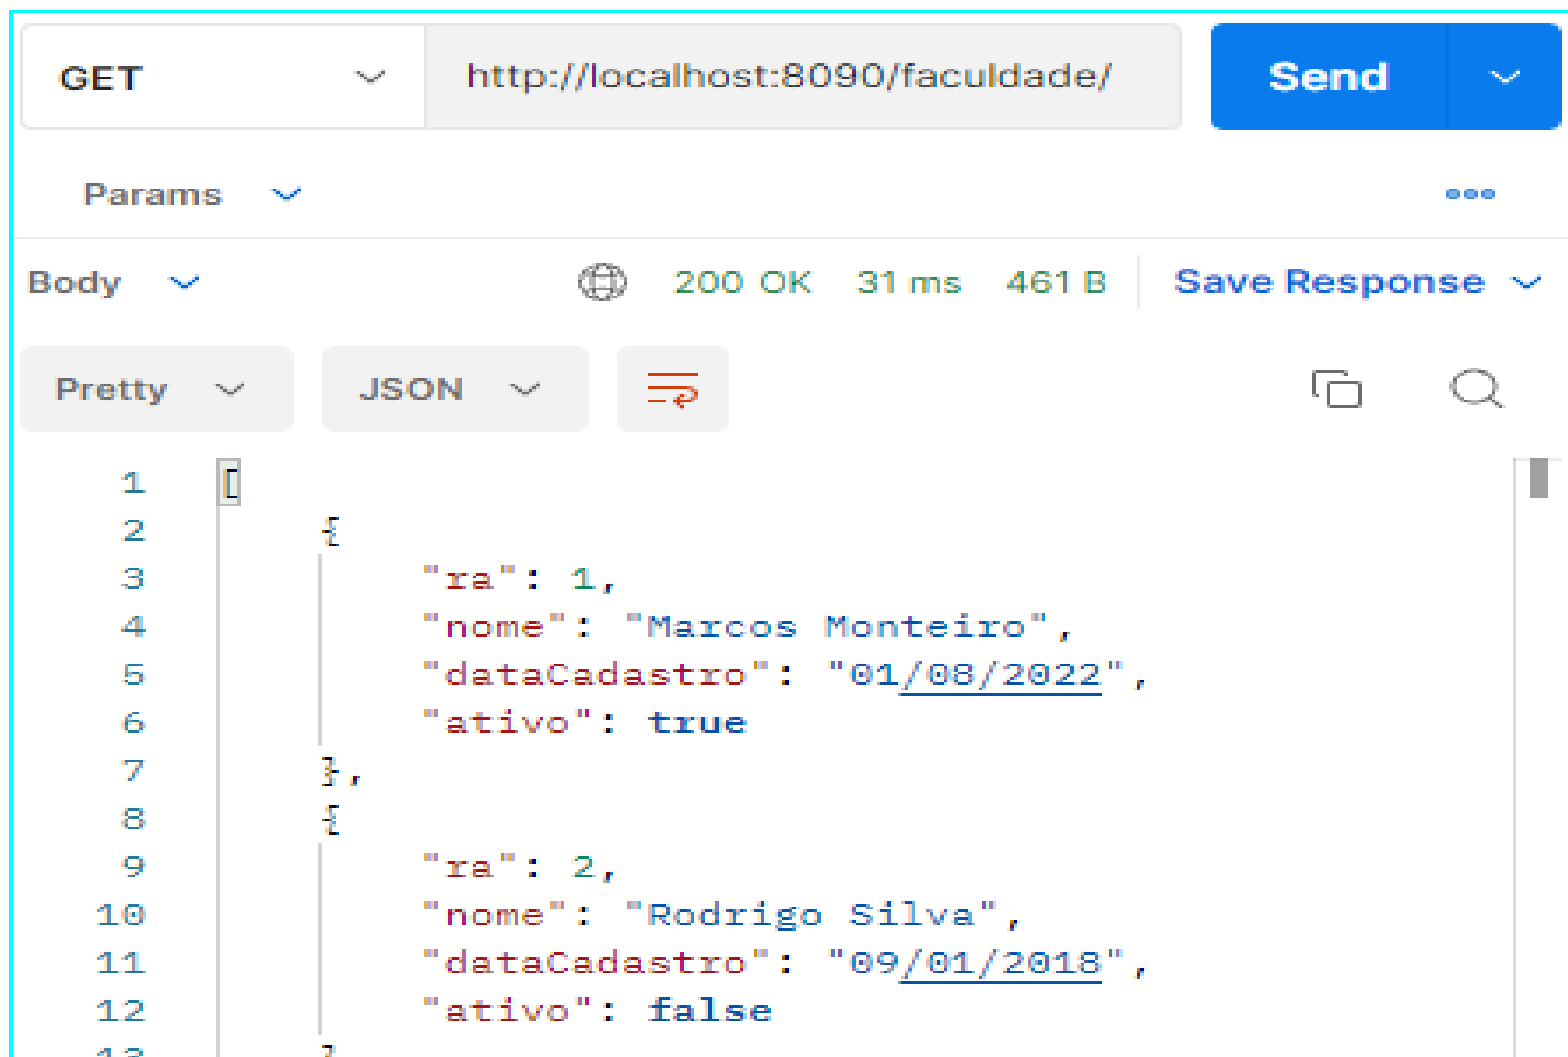 GET http://localhost:8090/faculdade/ Send
Params
Body 200 OK 31 ms 461 B Save Response
Pretty JSON
1 [
2 {
3 "ra": 1,
4 "nome": "Marcos Monteiro",
5 "dataCadastro": "01/08/2022",
6 "ativo": true
7 },
8 {
9 "ra": 2,
10 "nome": "Rodrigo Silva",
11 "dataCadastro": "09/01/2018",
12 "ativo": false
13 }